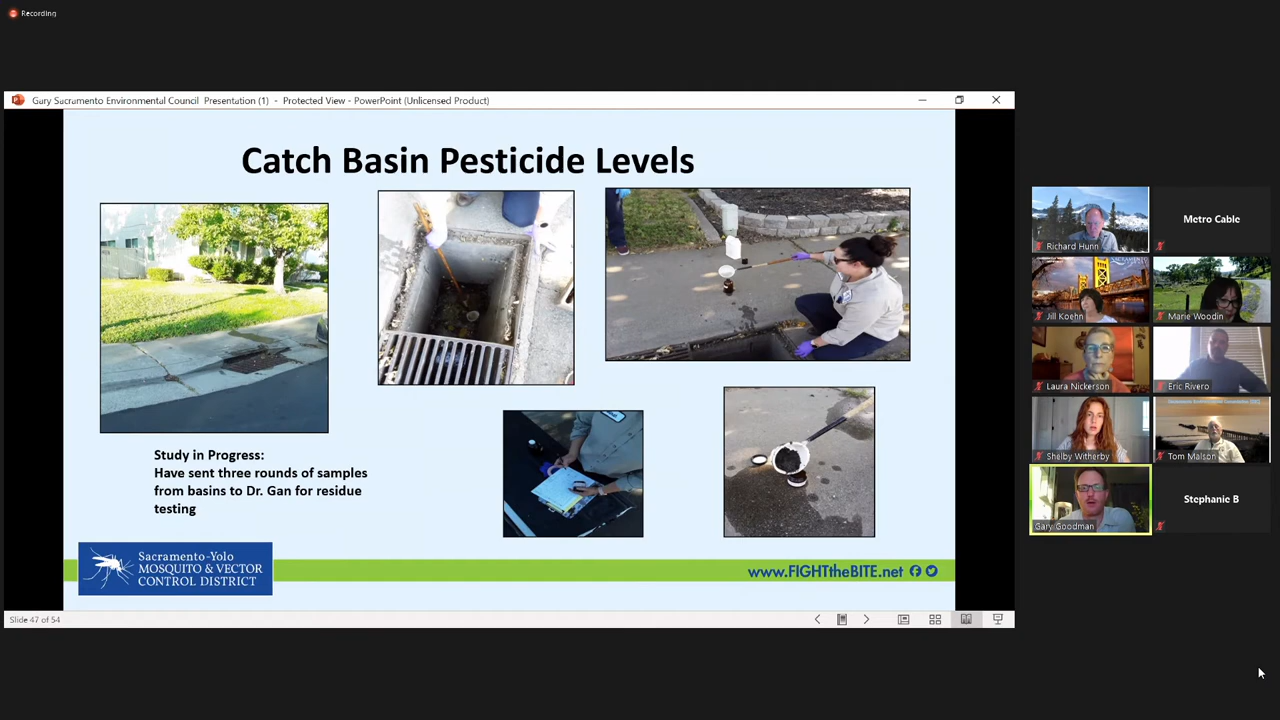 Recording
Gary Sacramento Environmental Council Presentation (1) - Protected View - PowerPoint (Unlicensed Product)
Catch Basin Pesticide Levels
Study in Progress:
Have sent three rounds of samples
from basins to Dr. Gan for residue
testing
Sacramento-Yolo
MOSQUITO & VECTOR
CONTROL DISTRICT
www.FIGHTtheBITE.net
Slide 47 of 54
Richard Hunn
Metro Cable
SACRAMENTO
Jill Koehn
Marie Woodin
Laura Nickerson
Eric Rivero
Shelby Witherby
Tom Malson
Gary Goodman
Stephanie B